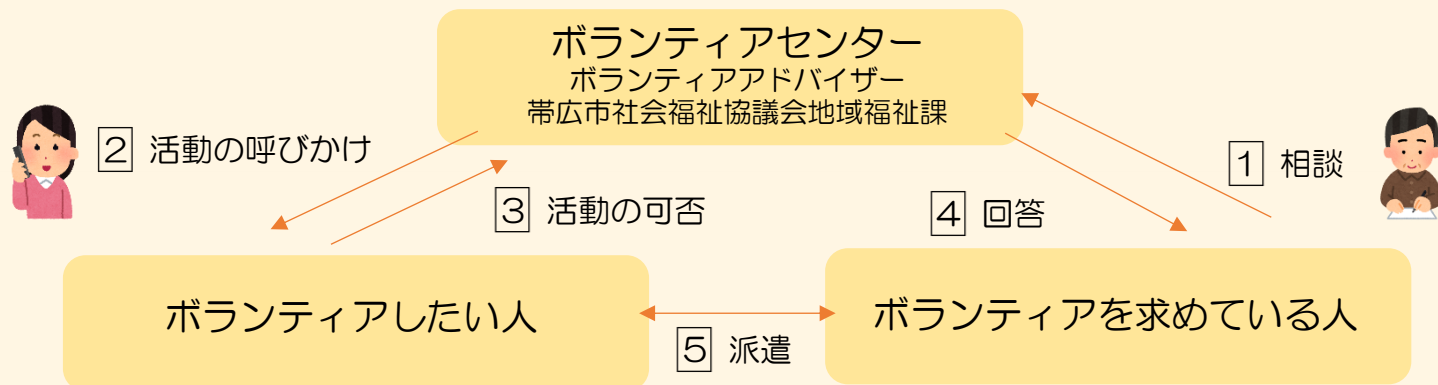 ボランティアセンター
ボランティアアドバイザー
帯広市社会福祉協議会地域福祉課
2 活動の呼びかけ
1 相談
3 活動の可否
4 回答
ボランティアしたい人
ボランティアを求めている人
5 派遣